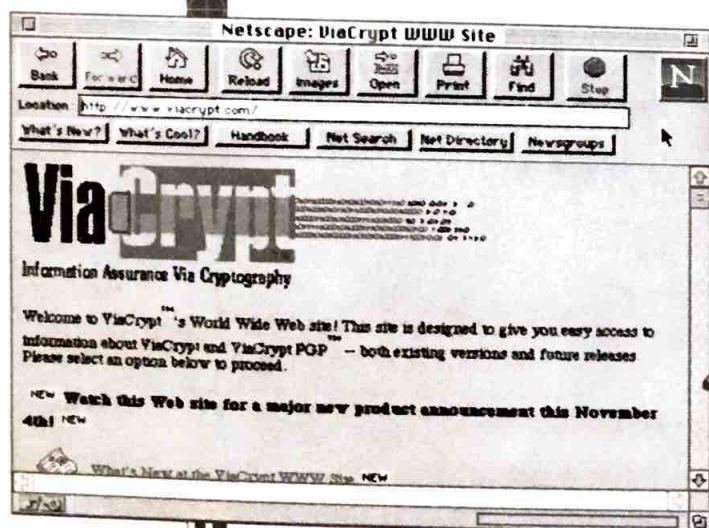 Netscape: ViaCrypt WWW Site
Back Forward Home Reload Images Open Print Find Stop N
Location: http://www.viacrypt.com/
What's New? What's Cool? Handbook Net Search Net Directory Newsgroups
ViaCrypt
Information Assurance Via Cryptography
Welcome to ViaCrypt™'s World Wide Web site! This site is designed to give you easy access to
information about ViaCrypt and ViaCrypt PGP™ -- both existing versions and future releases
Please select an option below to proceed.
NEW Watch this Web site for a major new product announcement this November
4th! NEW
What's New at the ViaCrypt WWW Site NEW